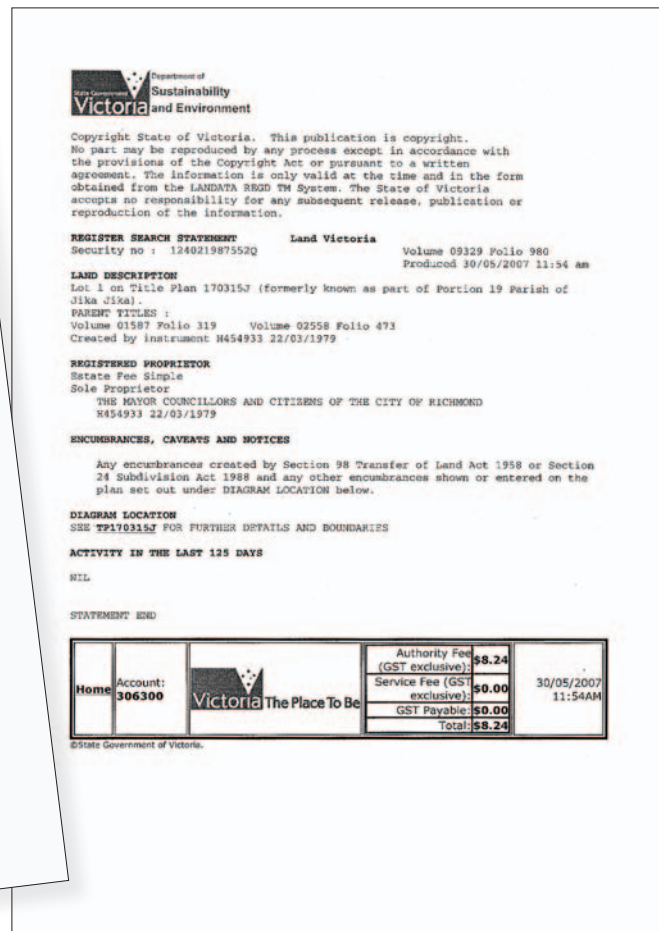 Department of
Sustainability
and Environment
State Government
Victoria
Copyright State of Victoria. This publication is copyright.
No part may be reproduced by any process except in accordance with
the provisions of the Copyright Act or pursuant to a written
agreement. The information is only valid at the time and in the form
obtained from the LANDATA REGD TM System. The State of Victoria
accepts no responsibility for any subsequent release, publication or
reproduction of the information.
REGISTER SEARCH STATEMENT Land Victoria
Security no : 124021987552Q Volume 09329 Folio 980
Produced 30/05/2007 11:54 am
LAND DESCRIPTION
Lot 1 on Title Plan 170315J (formerly known as part of Portion 19 Parish of
Jika Jika).
PARENT TITLES :
Volume 01587 Folio 319 Volume 02558 Folio 473
Created by instrument H454933 22/03/1979
REGISTERED PROPRIETOR
Estate Fee Simple
Sole Proprietor
THE MAYOR COUNCILLORS AND CITIZENS OF THE CITY OF RICHMOND
H454933 22/03/1979
ENCUMBRANCES, CAVEATS AND NOTICES
Any encumbrances created by Section 98 Transfer of Land Act 1958 or Section
24 Subdivision Act 1988 and any other encumbrances shown or entered on the
plan set out under DIAGRAM LOCATION below.
DIAGRAM LOCATION
SEE TP170315J FOR FURTHER DETAILS AND BOUNDARIES
ACTIVITY IN THE LAST 125 DAYS
NIL
STATEMENT END
Home
Account:
306300
Victoria The Place To Be
Authority Fee
(GST exclusive): $8.24
Service Fee (GST
exclusive): $0.00
GST Payable: $0.00
Total: $8.24
30/05/2007
11:54AM
©State Government of Victoria.